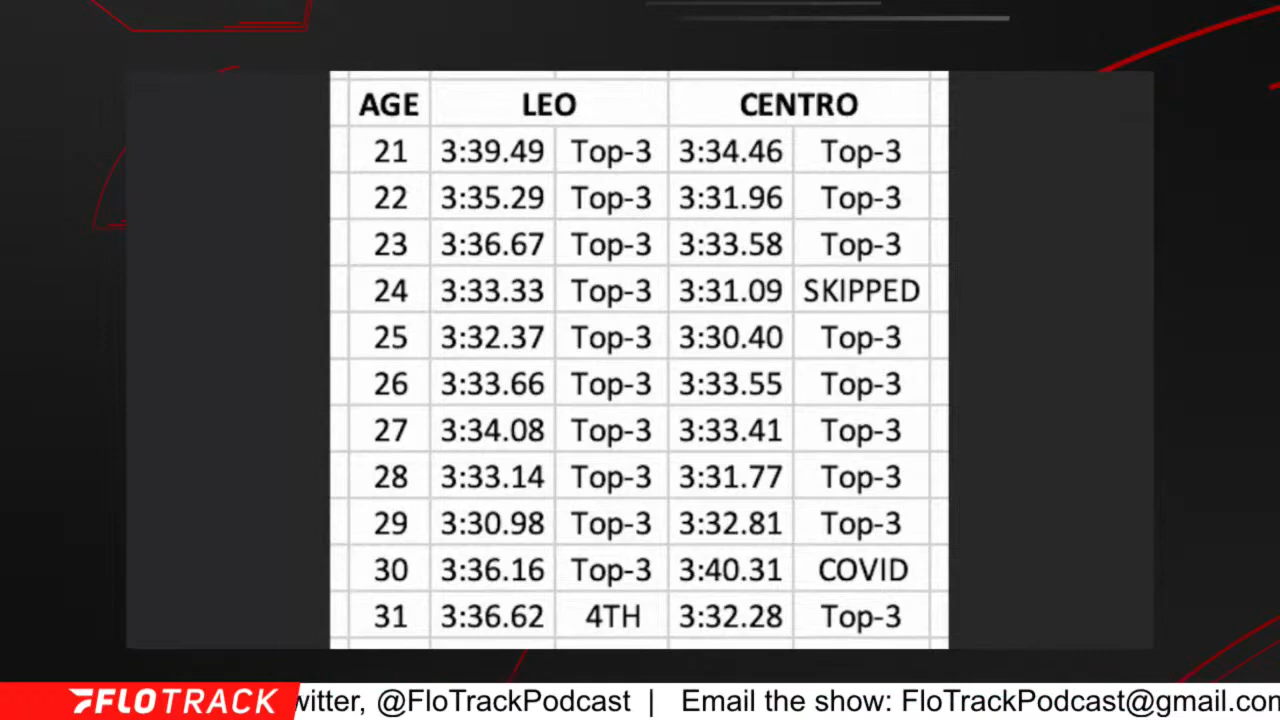 AGE LEO CENTRO
21 3:39.49 Top-3 3:34.46 Top-3
22 3:35.29 Top-3 3:31.96 Top-3
23 3:36.67 Top-3 3:33.58 Top-3
24 3:33.33 Top-3 3:31.09 SKIPPED
25 3:32.37 Top-3 3:30.40 Top-3
26 3:33.66 Top-3 3:33.55 Top-3
27 3:34.08 Top-3 3:33.41 Top-3
28 3:33.14 Top-3 3:31.77 Top-3
29 3:30.98 Top-3 3:32.81 Top-3
30 3:36.16 Top-3 3:40.31 COVID
31 3:36.62 4TH 3:32.28 Top-3
FLOTRACK witter, @FloTrackPodcast | Email the show: FloTrackPodcast@gmail.con